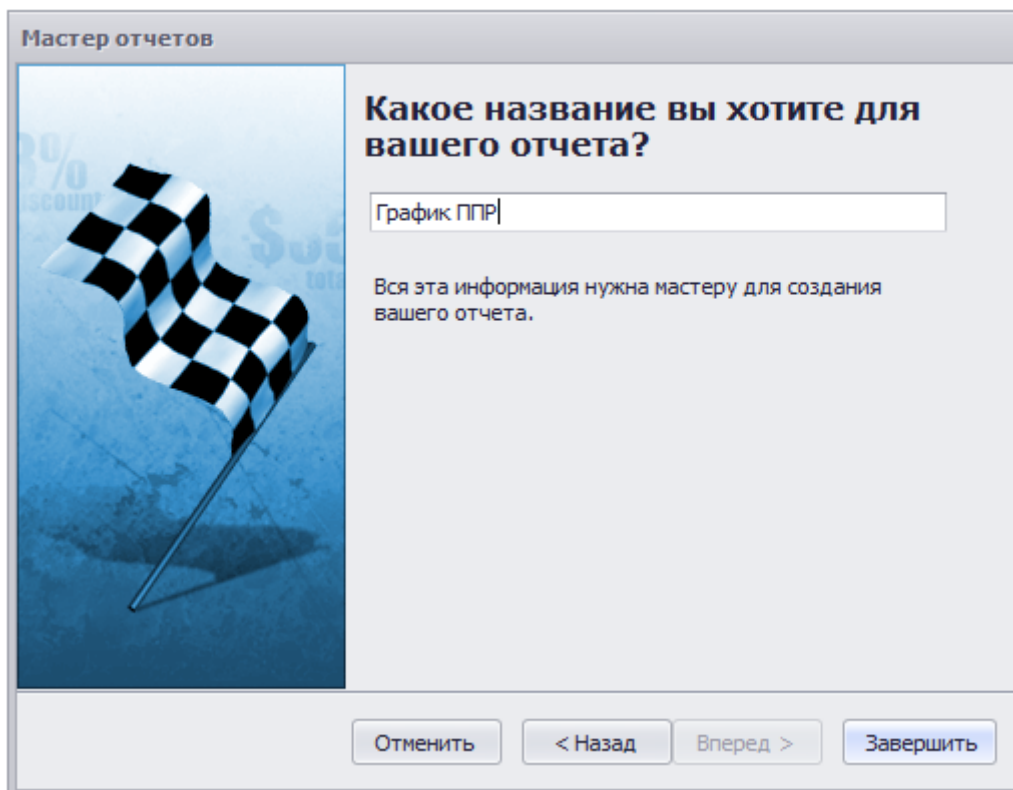 Мастер отчетов
Какое название вы хотите для
вашего отчета?
График ППР
Вся эта информация нужна мастеру для создания
вашего отчета.
Отменить
< Назад
Вперед >
Завершить